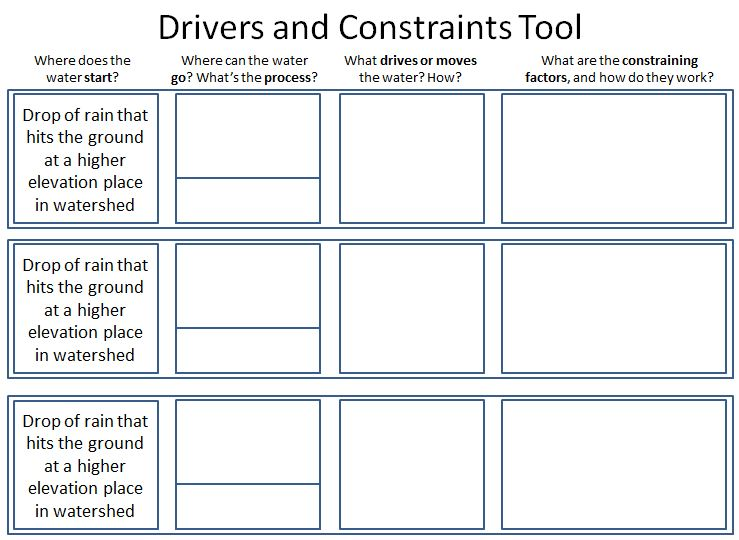 Drivers and Constraints Tool
Where does the
water start?
Where can the water
go? What's the process?
What drives or moves
the water? How?
What are the constraining
factors, and how do they work?
Drop of rain that
hits the ground
at a higher
elevation place
in watershed
Drop of rain that
hits the ground
at a higher
elevation place
in watershed
Drop of rain that
hits the ground
at a higher
elevation place
in watershed